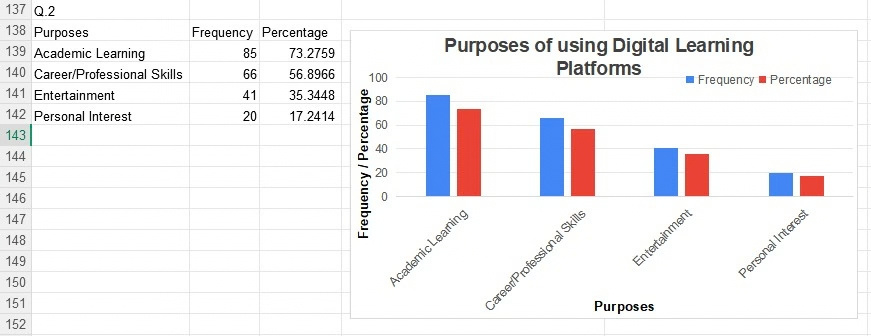 137 Q.2
138 Purposes Frequency Percentage
139 Academic Learning 85 73.2759
140 Career/Professional Skills 66 56.8966
141 Entertainment 41 35.3448
142 Personal Interest 20 17.2414
143
144
145
146
147
148
149
150
151
152
Purposes of using Digital Learning
Platforms
Frequency Percentage
Frequency / Percentage
100
80
60
40
20
0
Academic Learning
Career/Professional Skills
Entertainment
Personal Interest
Purposes